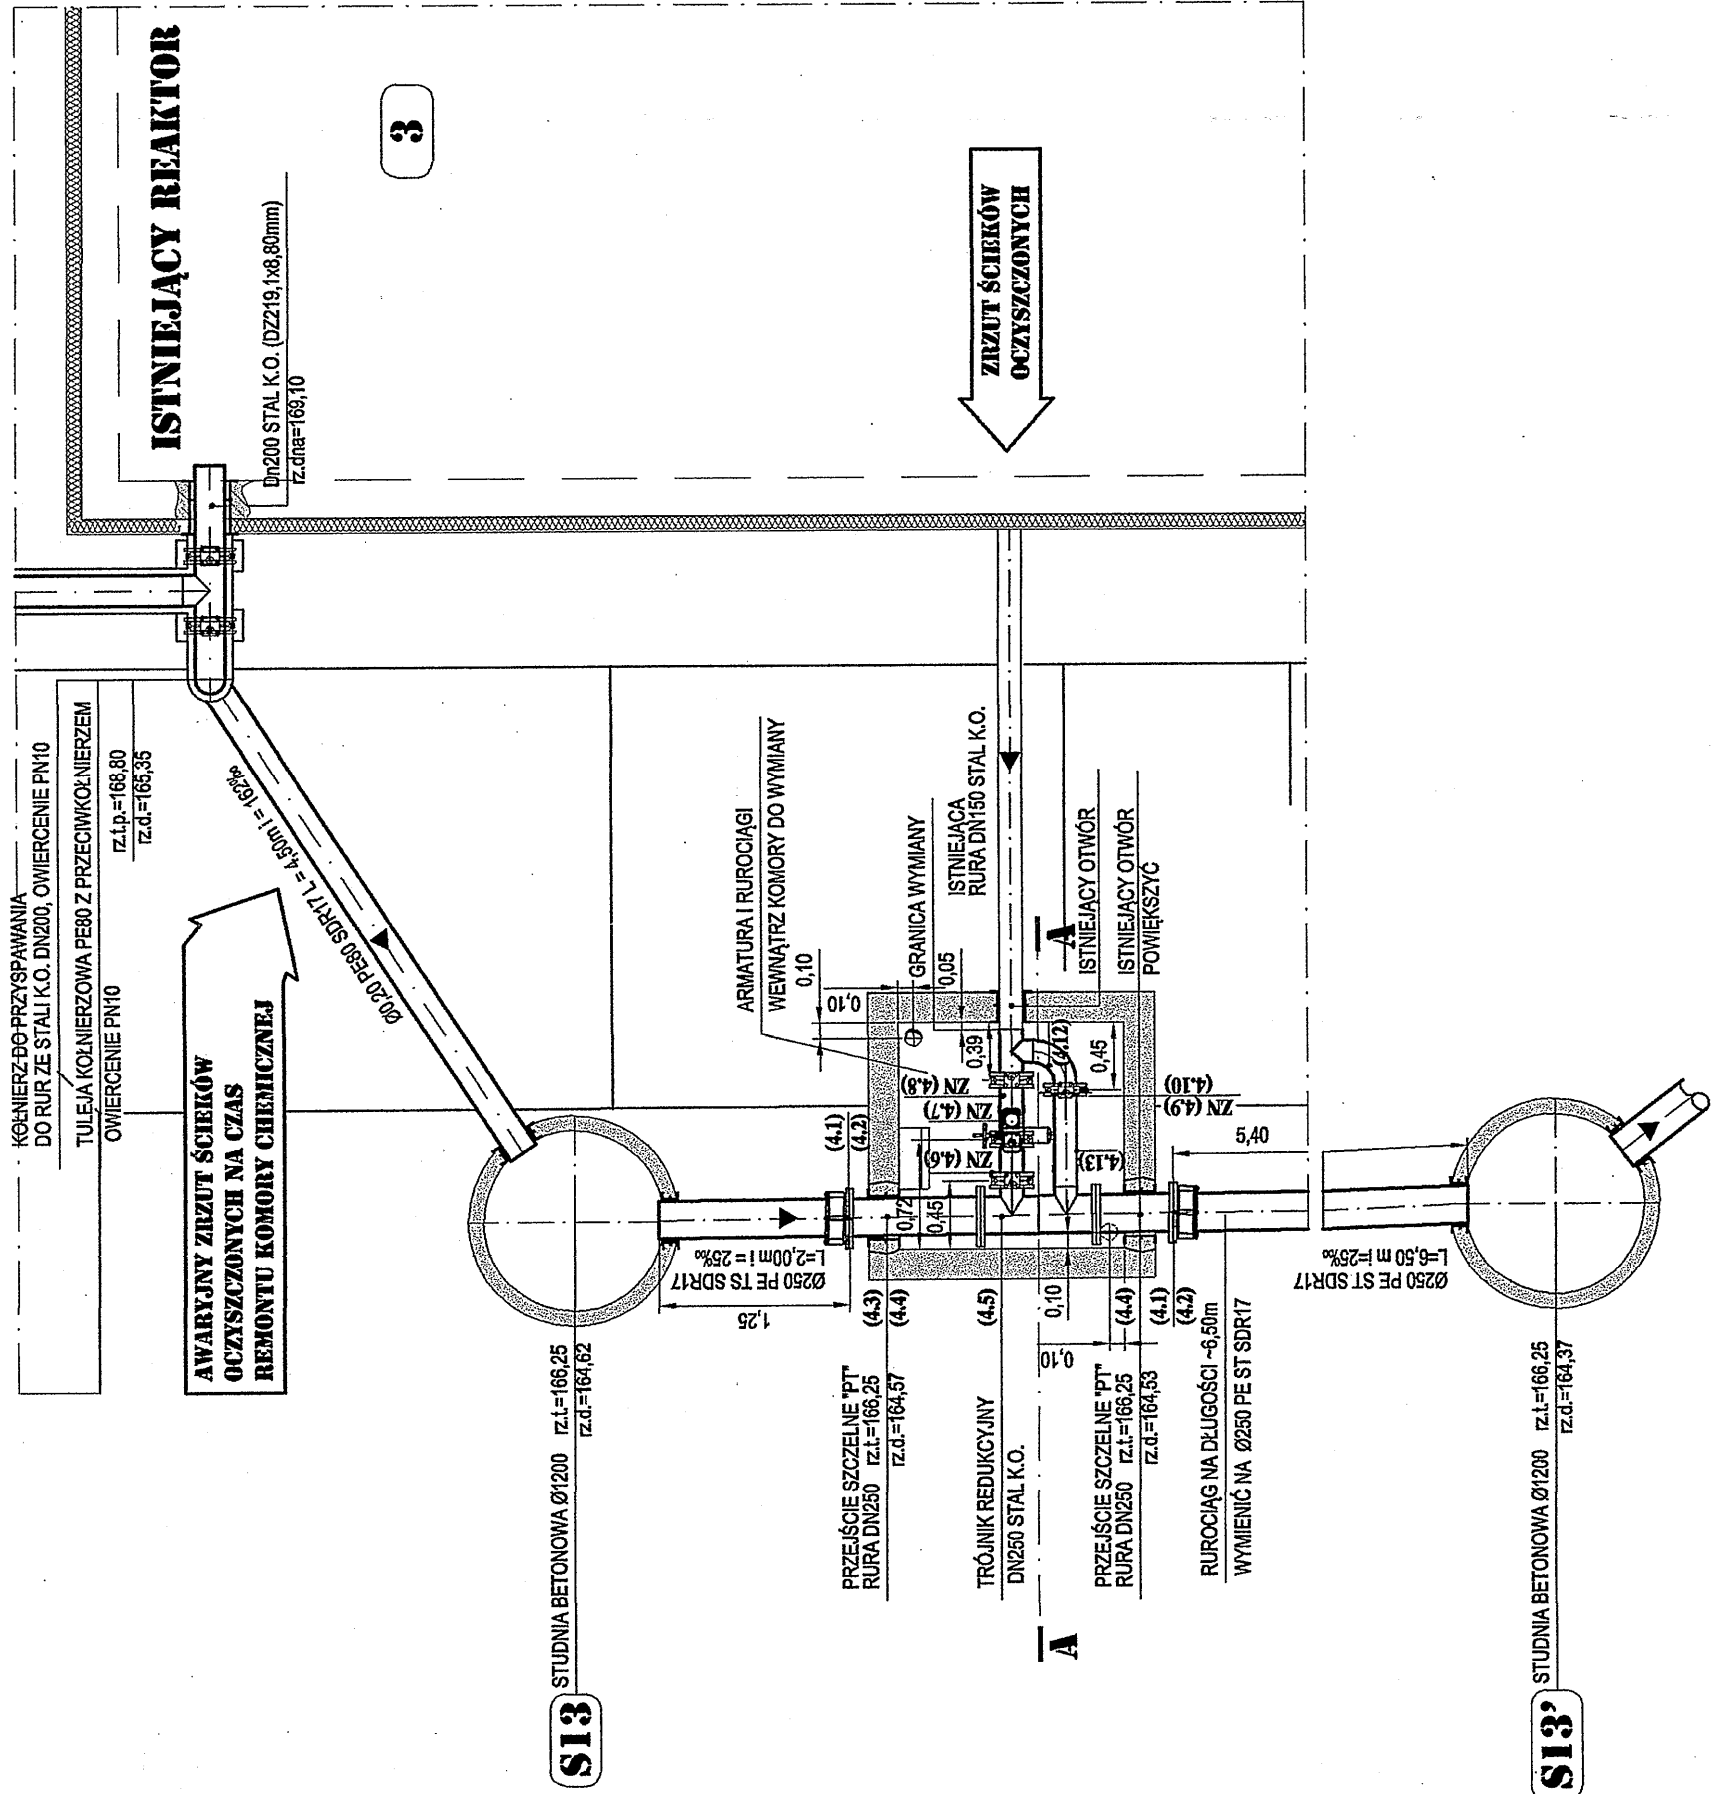 KOŁNIERZ DO PRZYSPAWANIA
DO RUR ZE STALI K.O. DN200, OWIERCENIE PN10
TULEJA KOŁNIERZOWA PE80 Z PRZECIWKOŁNIERZEM
OWIERCENIE PN10
rz.t.p.=168,80
rz.d.=165,35
ISTNIEJĄCY REAKTOR
Dn200 STAL K.O. (DZ219,1x8,80mm)
rz.dna=169,10
3
AWARYJNY ZRZUT ŚCIEKÓW
OCZYSZCZONYCH NA CZAS
REMONTU KOMORY CHEMICZNEJ
Ø0,20 PE80 SDR17 L = 4,50m i = 162‰
ZRZUT ŚCIEKÓW
OCZYSZCZONYCH
ARMATURA I RUROCIĄGI
WEWNĄTRZ KOMORY DO WYMIANY
0,10
0,10
GRANICA WYMIANY
0,05
ISTNIEJĄCA
RURA DN150 STAL K.O.
A
ISTNIEJĄCY OTWÓR
ISTNIEJĄCY OTWÓR
POWIĘKSZYĆ
0,39
(4.12)
0,45
ZN (4.8)
ZN (4.7)
ZN (4.6)
(4.10)
ZN (4.9)
(4.13)
(4.1)
(4.2)
0,72
0,45
5,40
Ø250 PE TS SDR17
L=2,00m i = 25‰
1,25
(4.3)
(4.4)
(4.5)
0,10
0,10
(4.4)
(4.1)
(4.2)
Ø250 PE ST SDR17
L=6,50 m i=25‰
S13
STUDNIA BETONOWA Ø1200 rz.t.=166,25
rz.d.=164,62
PRZEJŚCIE SZCZELNE "PT"
RURA DN250 rz.t.=166,25
rz.d.=164,57
TRÓJNIK REDUKCYJNY
DN250 STAL K.O.
A
PRZEJŚCIE SZCZELNE "PT"
RURA DN250 rz.t.=166,25
rz.d.=164,53
RUROCIĄG NA DŁUGOŚCI ~6,50m
WYMIENIĆ NA Ø250 PE ST SDR17
S13'
STUDNIA BETONOWA Ø1200 rz.t.=166,25
rz.d.=164,37